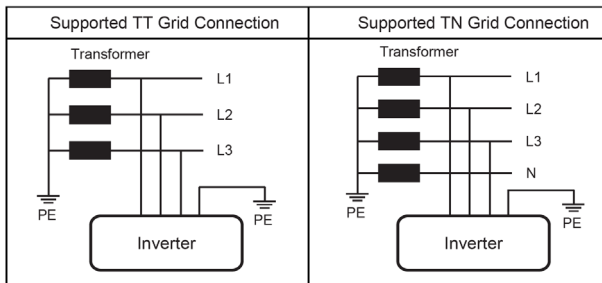 Supported TT Grid Connection
Transformer
L1
L2
L3
PE
PE
Inverter
Supported TN Grid Connection
Transformer
L1
L2
L3
N
PE
PE
Inverter